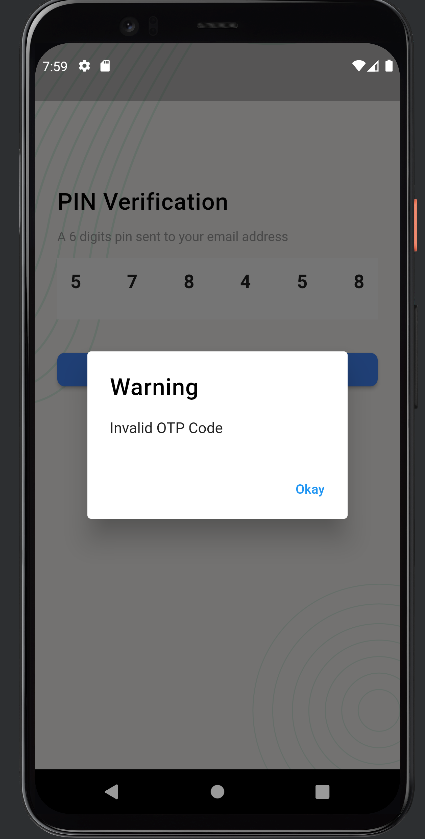 7:59
PIN Verification
A 6 digits pin sent to your email address
5 7 8 4 5 8
Warning
Invalid OTP Code
Okay